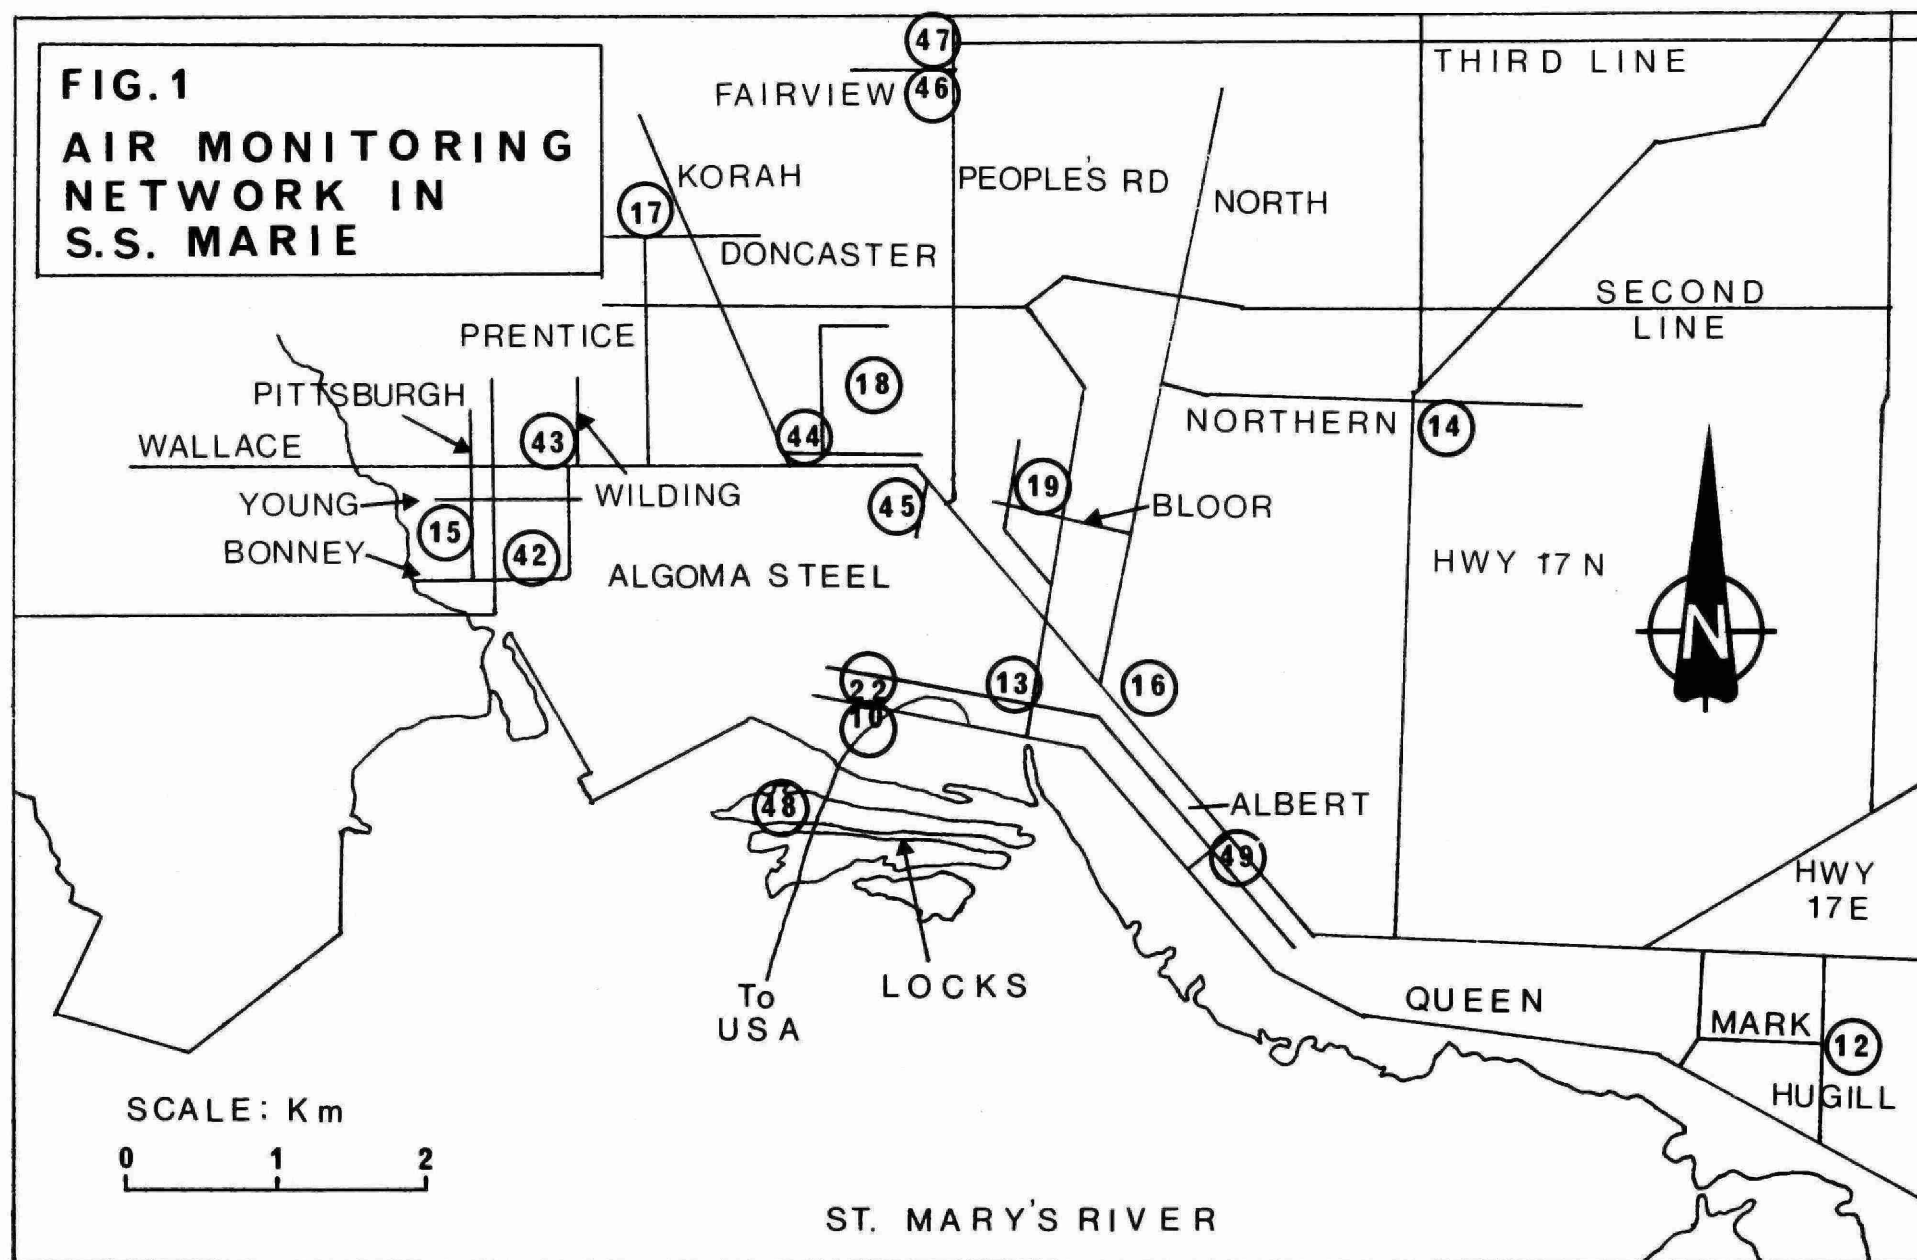 FIG. 1
AIR MONITORING
NETWORK IN
S.S. MARIE
47
THIRD LINE
FAIRVIEW
46
KORAH
PEOPLE'S RD
NORTH
17
DONCASTER
SECOND
LINE
PRENTICE
PITTSBURGH
18
NORTHERN
14
WALLACE
43
44
YOUNG
WILDING
45
19
BLOOR
15
BONNEY
42
ALGOMA STEEL
HWY 17 N
N
22
13
16
10
48
ALBERT
49
HWY
17E
LOCKS
To
USA
QUEEN
MARK
12
HUGILL
SCALE: Km
0 1 2
ST. MARY'S RIVER